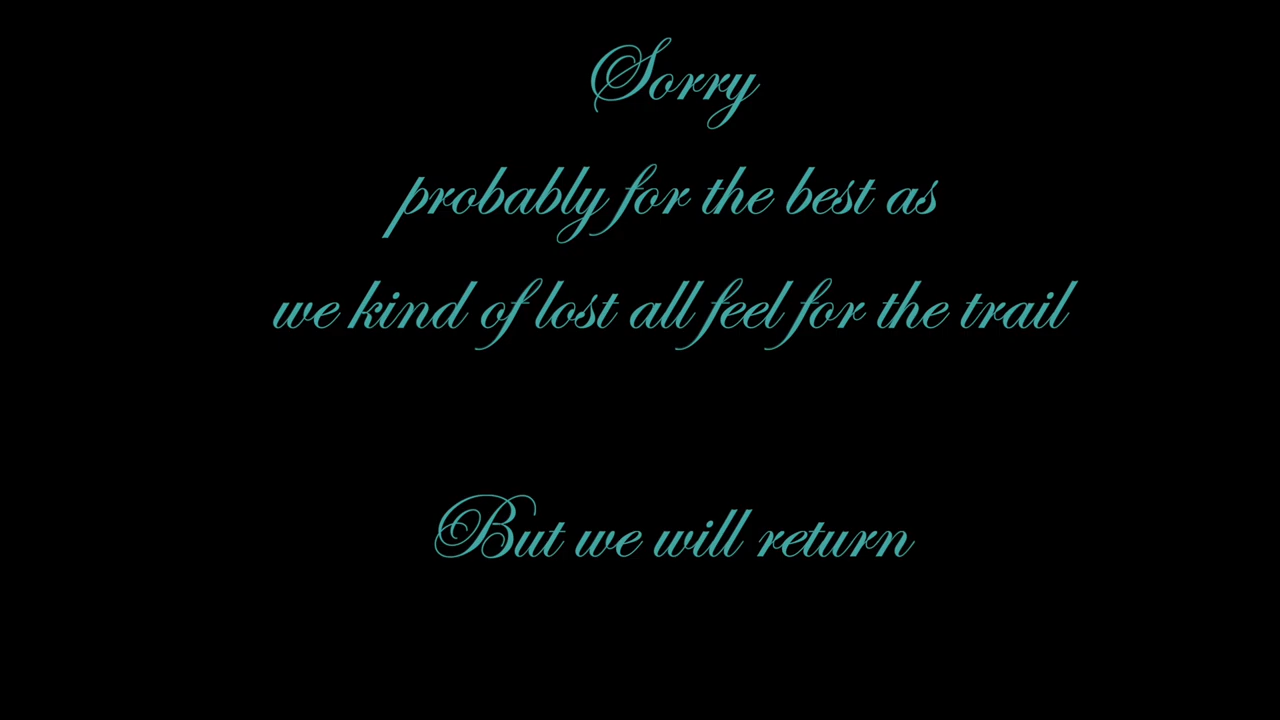 Sorry
probably for the best as
we kind of lost all feel for the trail
But we will return